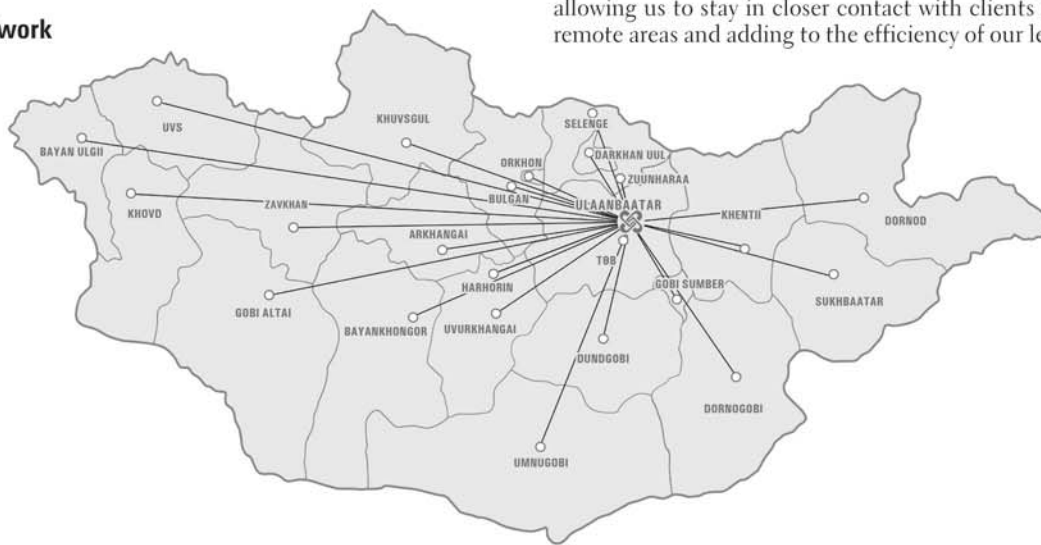 work
allowing us to stay in closer contact with clients
remote areas and adding to the efficiency of our le
UVS
BAYAN ULGII
KHOVD
ZAVKHAN
KHUVSGUL
ORKHON
BULGAN
SELENGE
DARKHAN UUL
ZUUNHARAA
ULAANBAATAR
ARKHANGAI
HARHORIN
TөB
KHENTII
DORNOD
SUKHBAATAR
GOBI SUMBER
GOBI ALTAI
BAYANKHONGOR
UVURKHANGAI
DUNDGOBI
DORNOGOBI
UMNUGOBI